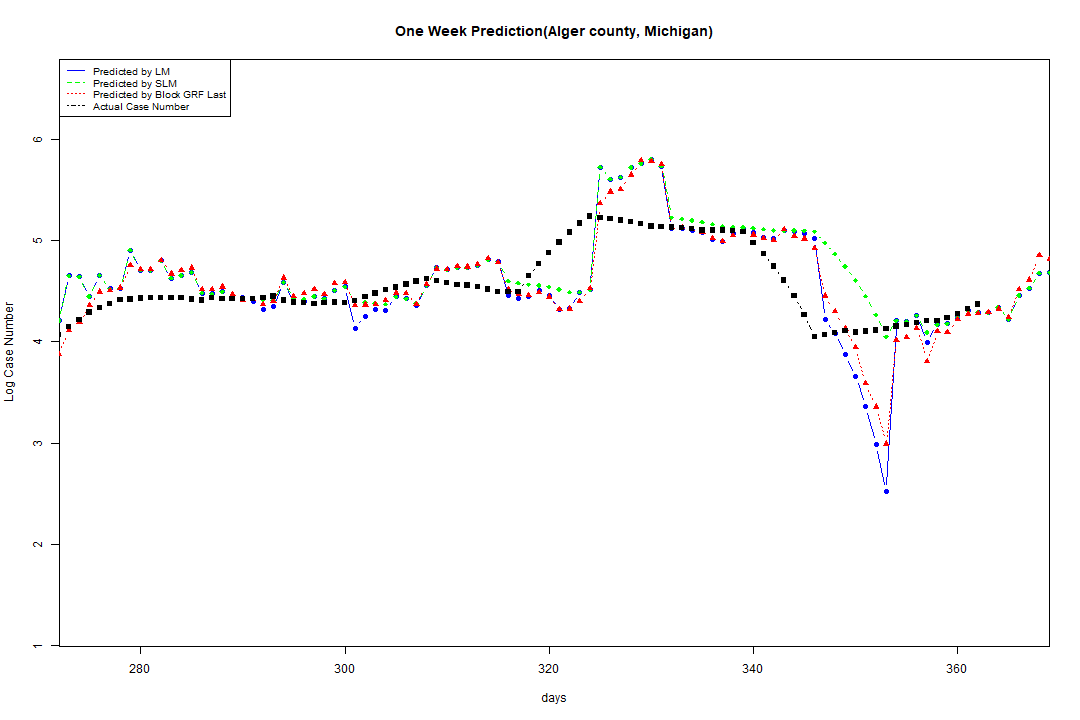 One Week Prediction(Alger county, Michigan)
Predicted by LM
Predicted by SLM
Predicted by Block GRF Last
Actual Case Number
6
5
4
3
2
1
Log Case Number
280 300 320 340 360
days